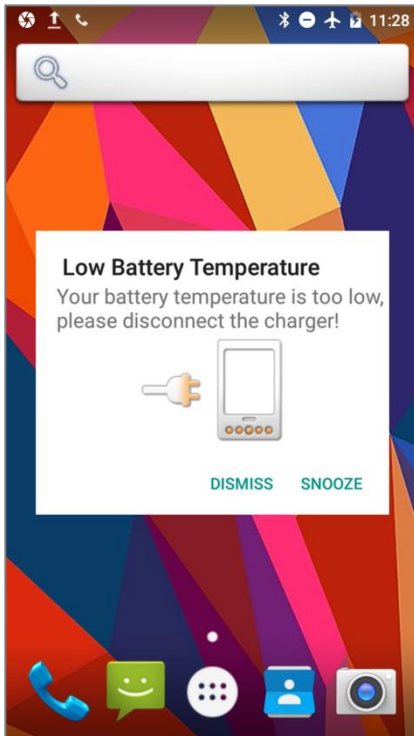 11:28
Low Battery Temperature
Your battery temperature is too low,
please disconnect the charger!
DISMISS SNOOZE